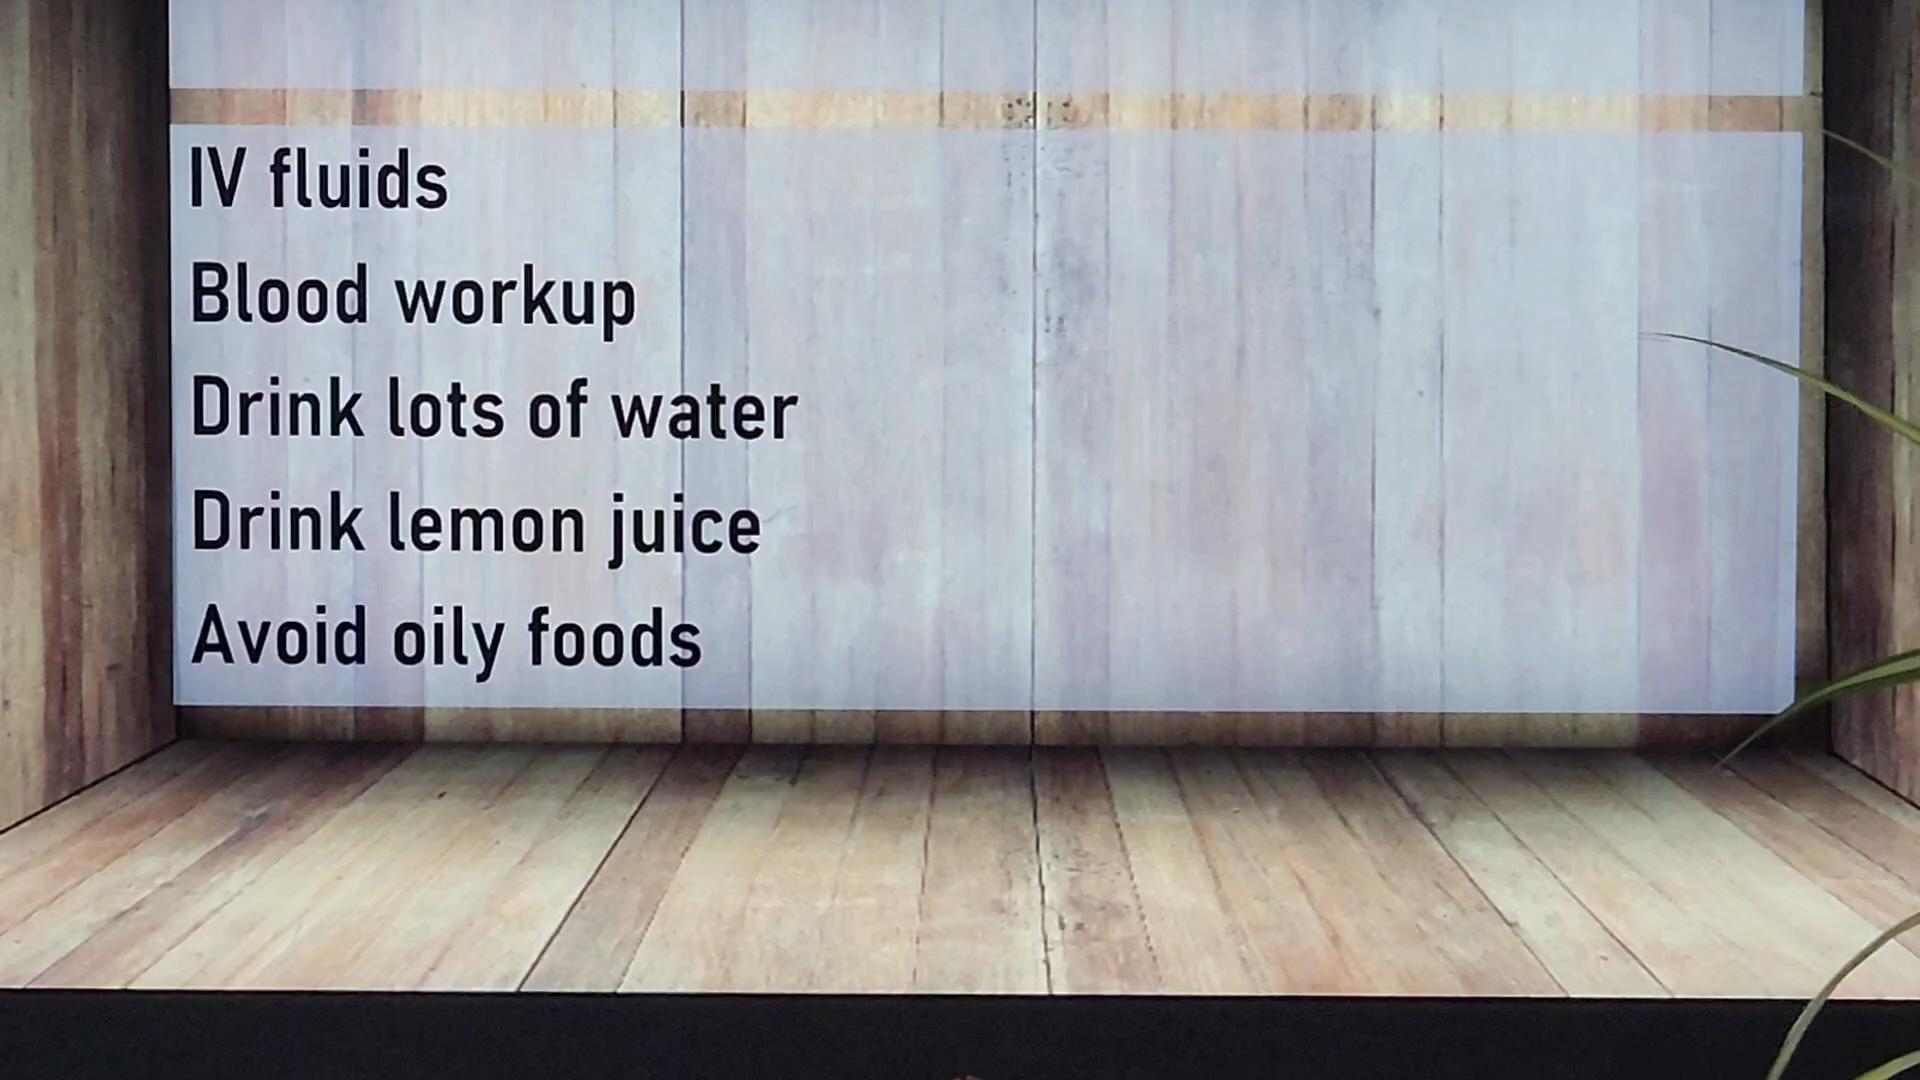 IV fluids
Blood workup
Drink lots of water
Drink lemon juice
Avoid oily foods